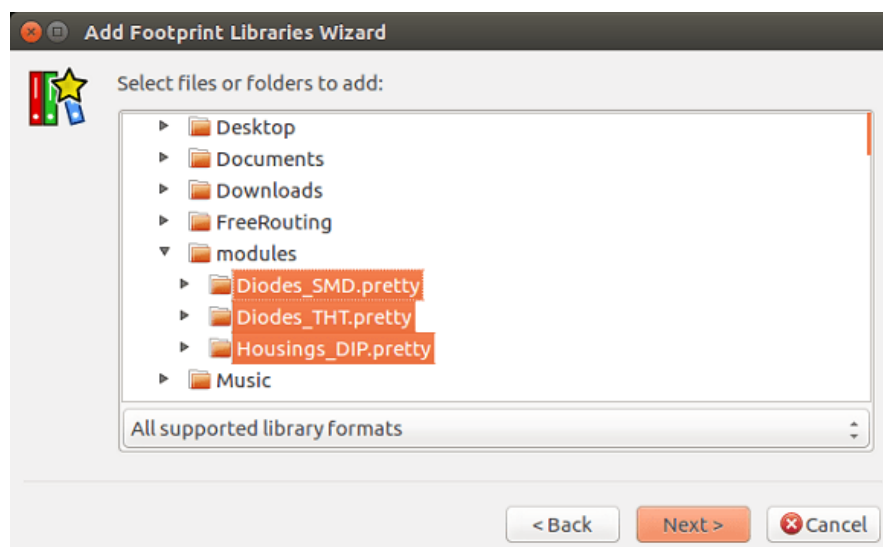 Add Footprint Libraries Wizard
Select files or folders to add:
Desktop
Documents
Downloads
FreeRouting
modules
Diodes_SMD.pretty
Diodes_THT.pretty
Housings_DIP.pretty
Music
All supported library formats
< Back Next > Cancel